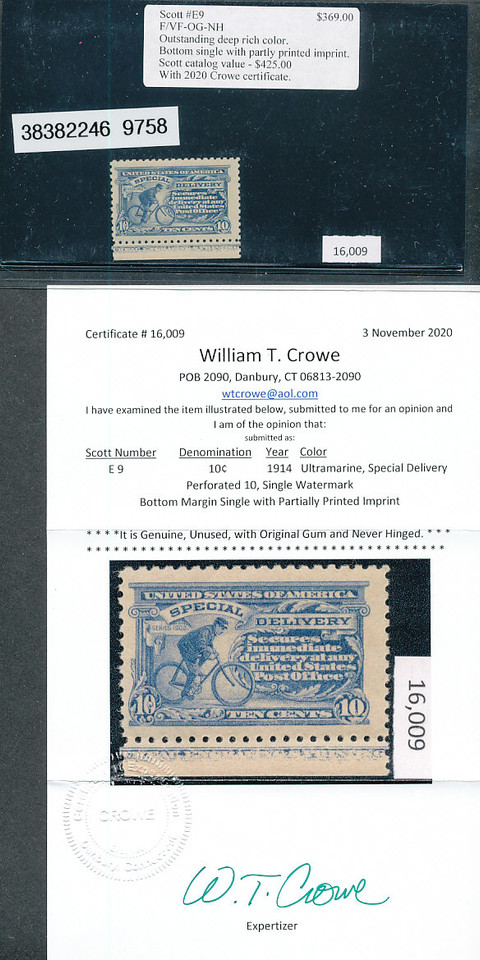 Scott #E9 $369.00
F/VF-OG-NH
Outstanding deep rich color.
Bottom single with partly printed imprint.
Scott catalog value - $425.00
With 2020 Crowe certificate.
38382246 9758
UNITED STATES OF AMERICA
SPECIAL DELIVERY
Secures
immediate
delivery at any
United States
Post Office
10 TEN CENTS 10
16,009
Certificate # 16,009 3 November 2020
William T. Crowe
POB 2090, Danbury, CT 06813-2090
wtcrowe@aol.com
I have examined the item illustrated below, submitted to me for an opinion and
I am of the opinion that:
submitted as:
Scott Number Denomination Year Color
E 9 10¢ 1914 Ultramarine, Special Delivery
Perforated 10, Single Watermark
Bottom Margin Single with Partially Printed Imprint
* * * *It is Genuine, Unused, with Original Gum and Never Hinged. * * *
* * * * * * * * * * * * * * * * * * * * * * * * * * * * * * * * * * * * * * *
UNITED STATES OF AMERICA
SPECIAL DELIVERY
SERIES 1902
Secures
immediate
delivery at any
United States
Post Office
10 TEN CENTS 10
16,009
CROWE
W. T. Crowe
Expertizer